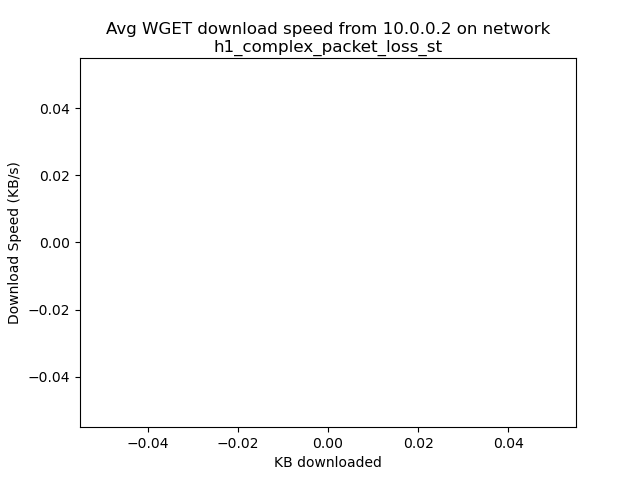 Avg WGET download speed from 10.0.0.2 on network
h1_complex_packet_loss_st
0.04
0.02
0.00
−0.02
−0.04
Download Speed (KB/s)
−0.04
−0.02
0.00
0.02
0.04
KB downloaded